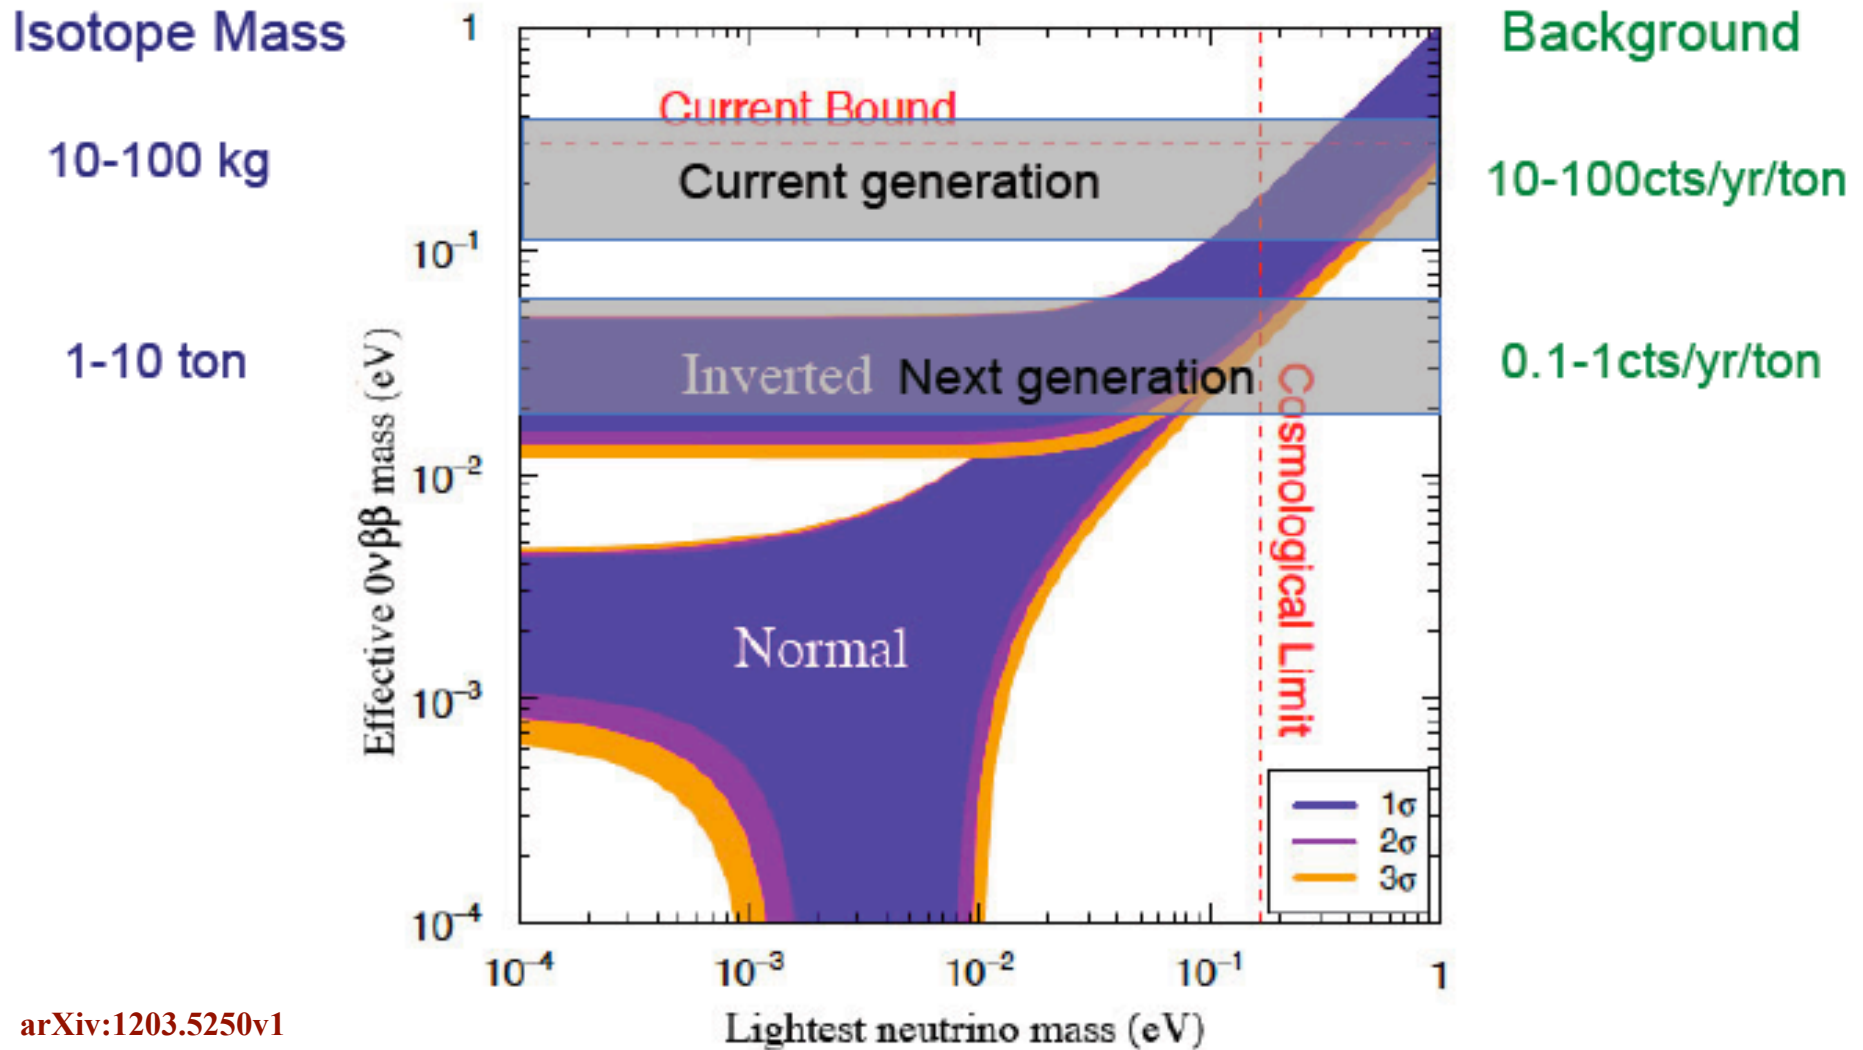 Isotope Mass
10-100 kg
1-10 ton
Background
10-100cts/yr/ton
0.1-1cts/yr/ton
Current Bound
Current generation
Inverted
Next generation
Normal
Cosmological Limit
1σ
2σ
3σ
Effective 0νββ mass (eV)
1
10⁻¹
10⁻²
10⁻³
10⁻⁴
10⁻⁴
10⁻³
10⁻²
10⁻¹
1
Lightest neutrino mass (eV)
arXiv:1203.5250v1